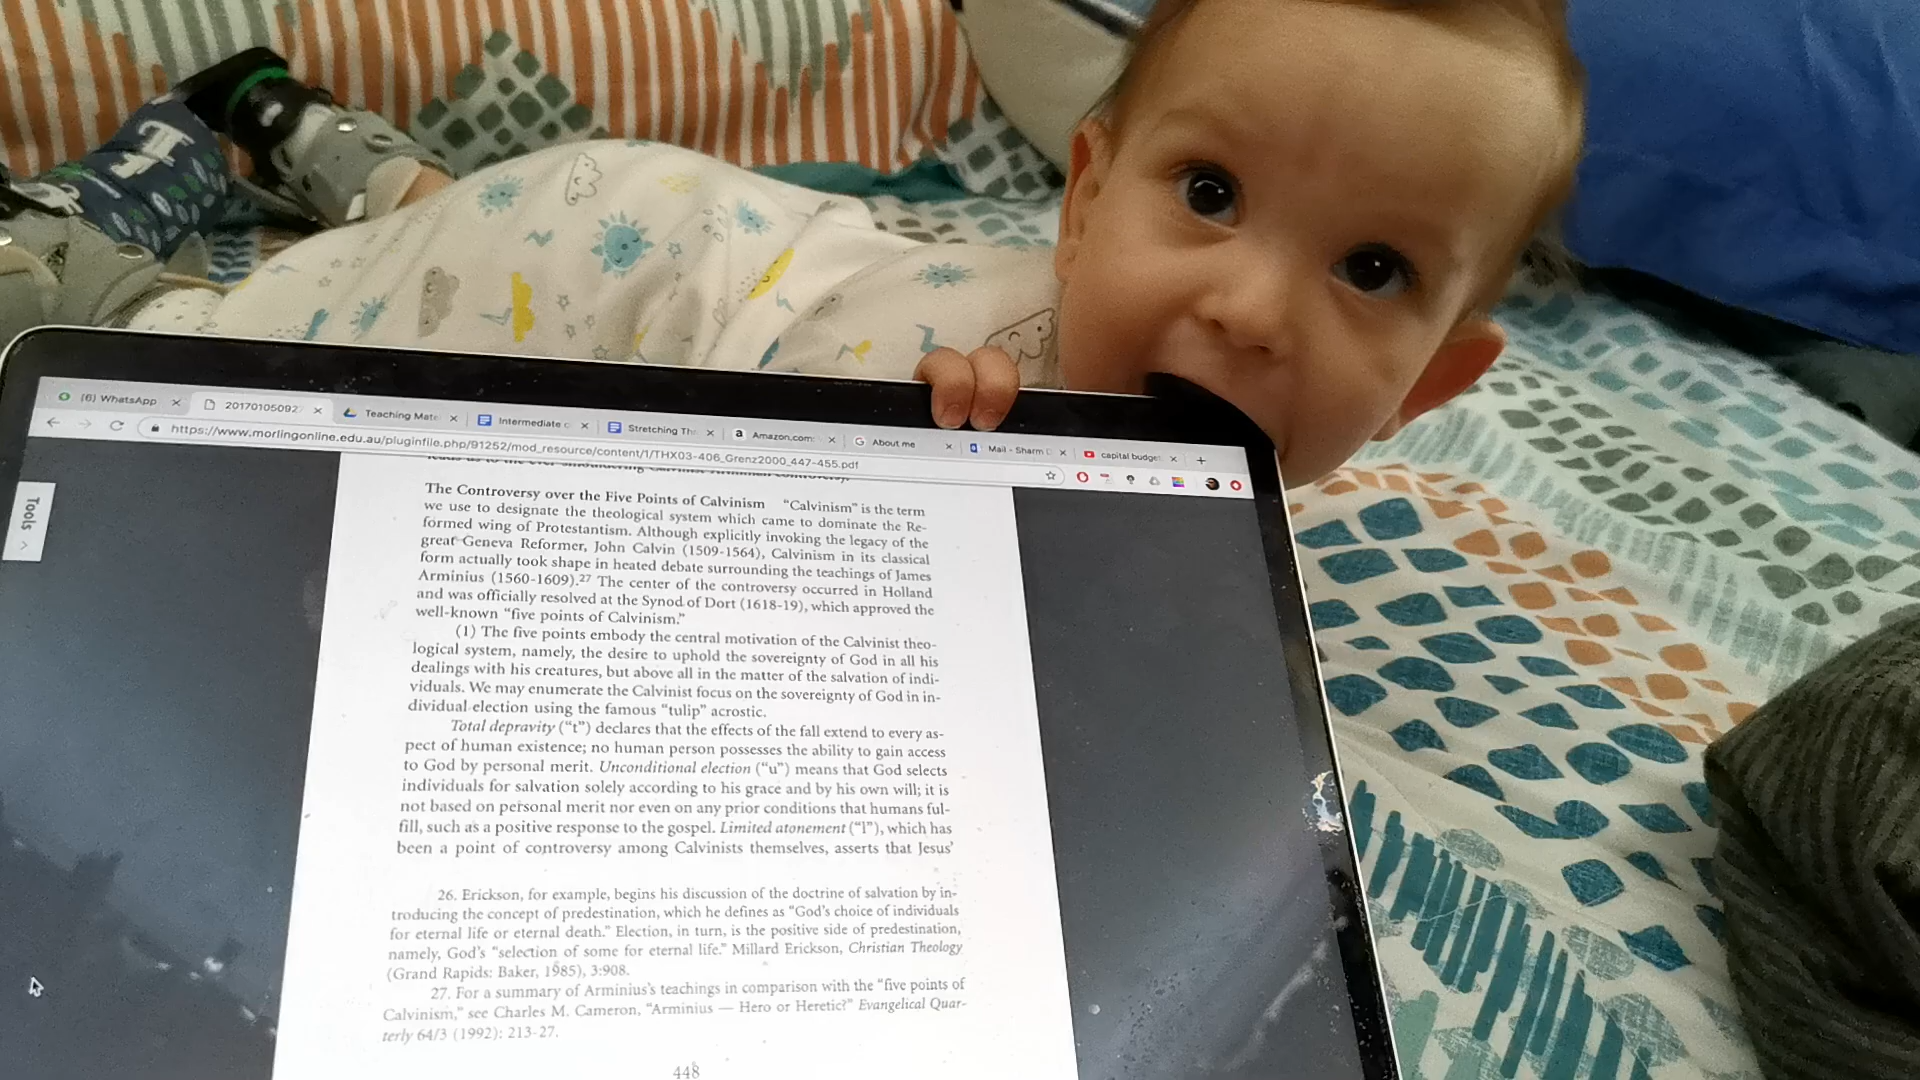 (6) WhatsApp
20170105092
Teaching Mate
Intermediate
Stretching Th
Amazon.com:
About me
Mail - Sharm
capital budge
https://www.morlingonline.edu.au/pluginfile.php/91252/mod_resource/content/1/THX03-406_Grenz2000_447-455.pdf
Tools >
The Controversy over the Five Points of Calvinism “Calvinism” is the term
we use to designate the theological system which came to dominate the Re-
formed wing of Protestantism. Although explicitly invoking the legacy of the
great Geneva Reformer, John Calvin (1509-1564), Calvinism in its classical
form actually took shape in heated debate surrounding the teachings of James
Arminius (1560-1609).27 The center of the controversy occurred in Holland
and was officially resolved at the Synod of Dort (1618-19), which approved the
well-known “five points of Calvinism.”
(1) The five points embody the central motivation of the Calvinist theo-
logical system, namely, the desire to uphold the sovereignty of God in all his
dealings with his creatures, but above all in the matter of the salvation of indi-
viduals. We may enumerate the Calvinist focus on the sovereignty of God in in-
dividual election using the famous “tulip” acrostic.
Total depravity (“t”) declares that the effects of the fall extend to every as-
pect of human existence; no human person possesses the ability to gain access
to God by personal merit. Unconditional election (“u”) means that God selects
individuals for salvation solely according to his grace and by his own will; it is
not based on personal merit nor even on any prior conditions that humans ful-
fill, such as a positive response to the gospel. Limited atonement (“l”), which has
been a point of controversy among Calvinists themselves, asserts that Jesus’
26. Erickson, for example, begins his discussion of the doctrine of salvation by in-
troducing the concept of predestination, which he defines as “God’s choice of individuals
for eternal life or eternal death.” Election, in turn, is the positive side of predestination,
namely, God’s “selection of some for eternal life.” Millard Erickson, Christian Theology
(Grand Rapids: Baker, 1985), 3:908.
27. For a summary of Arminius’s teachings in comparison with the “five points of
Calvinism,” see Charles M. Cameron, “Arminius — Hero or Heretic?” Evangelical Quar-
terly 64/3 (1992): 213-27.
448